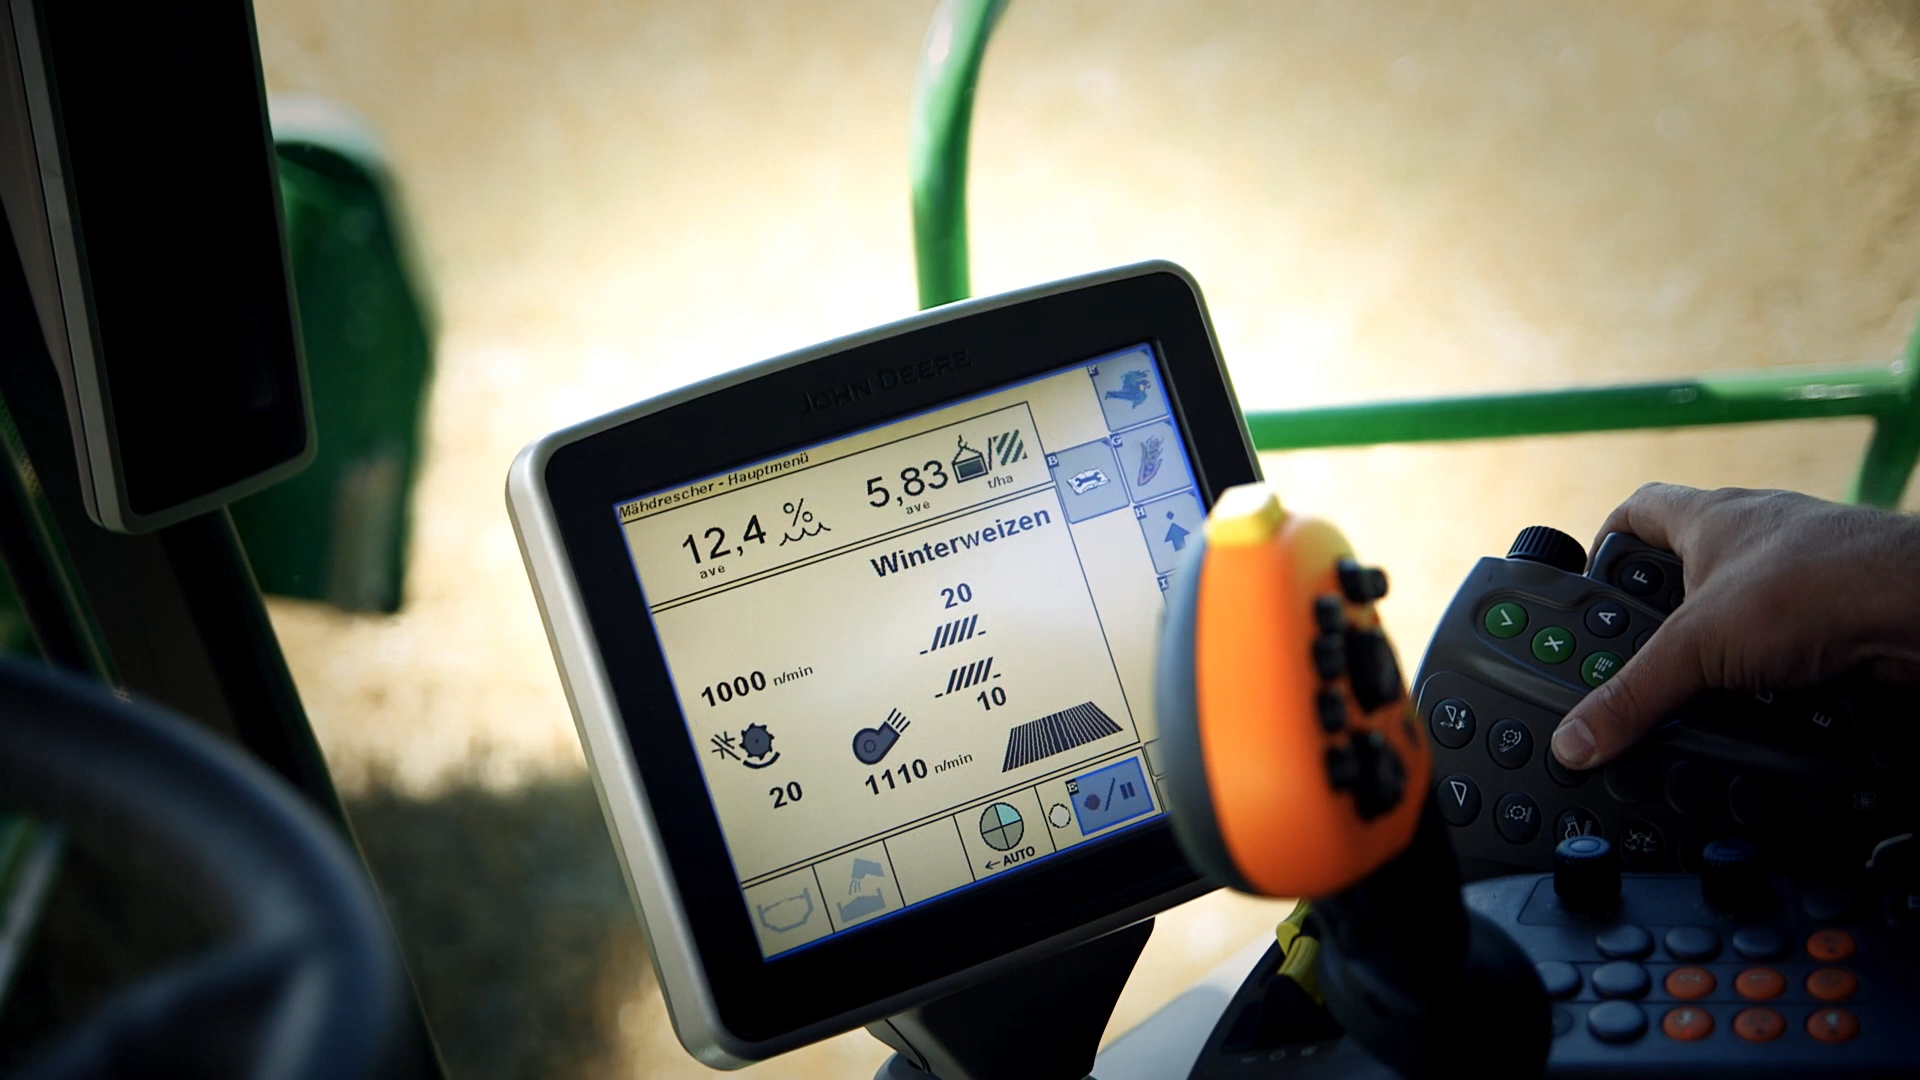 JOHN DEERE
Mähdrescher - Hauptmenü
12,4 %
ave
5,83
ave
t/ha
Winterweizen
20
10
1000 n/min
20
1110 n/min
←AUTO
B
E
F
G
H
I
F
A
X
E